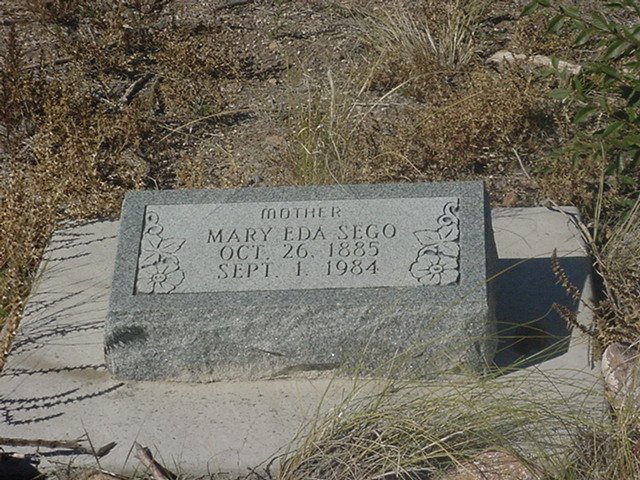 MOTHER
MARY EDA SEGO
OCT. 26. 1885
SEPT. 1. 1984